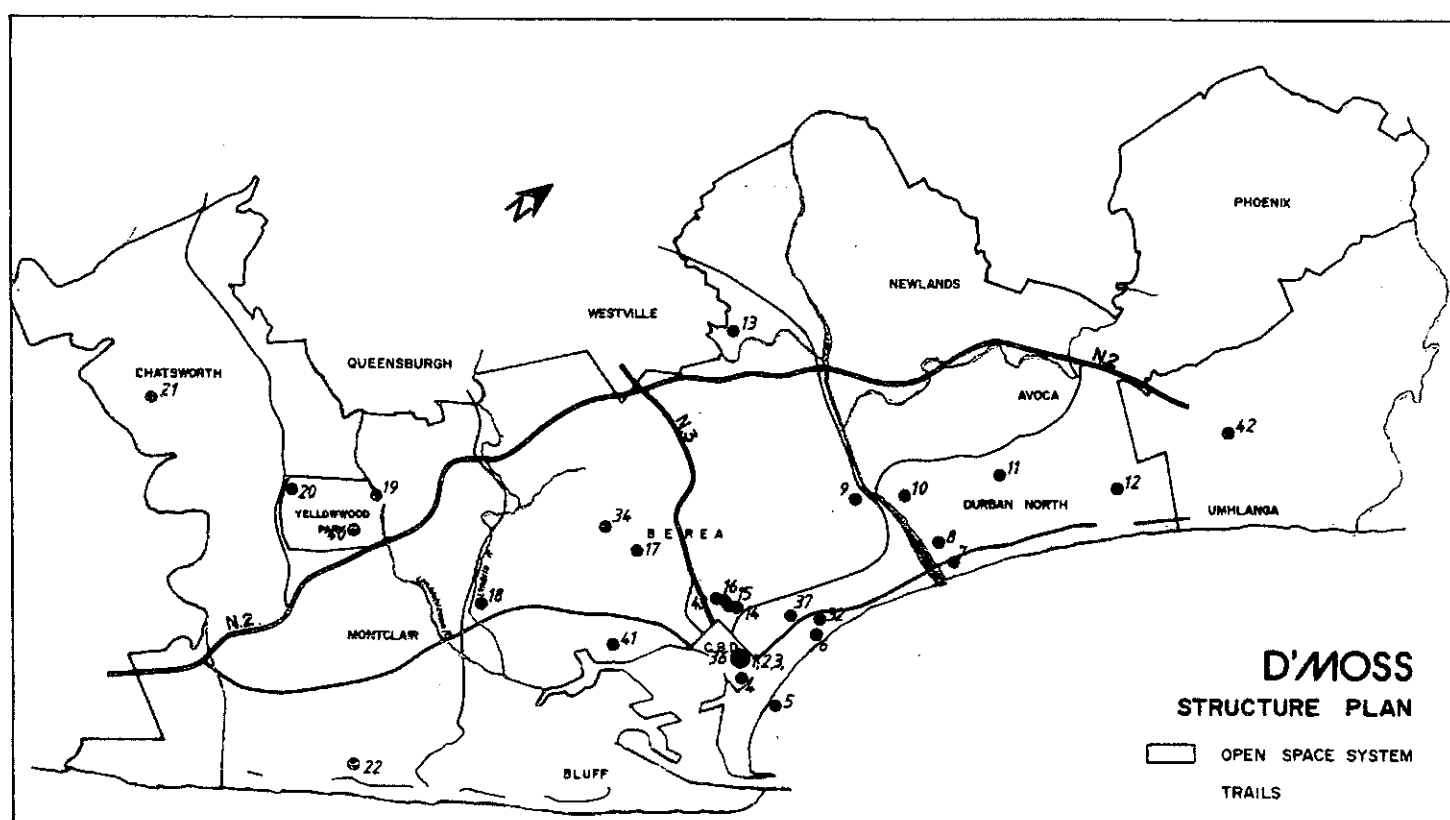 PHOENIX
NEWLANDS
WESTVILLE
13
N2
QUEENSBURGH
CHATSWORTH
21
AVOCA
N3
42
11
20
19
9
10
12
YELLOWWOOD
PARK
DURBAN NORTH
UMHLANGA
34
BEREA
8
17
7
16
15
18
14
37
32
N.2.
MONTCLAIR
41
6
C.B.D.
36
1,2,3,
4
D'MOSS
5
STRUCTURE PLAN
22
BLUFF
OPEN SPACE SYSTEM
TRAILS